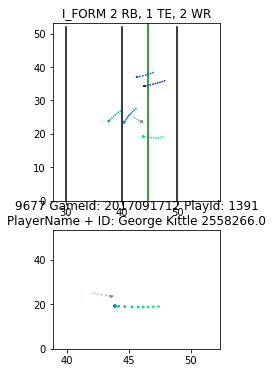 I_FORM 2 RB, 1 TE, 2 WR
50
40
30
20
10
0
30 40 50
9677 GameId: 2017091712 PlayId: 1391
PlayerName + ID: George Kittle 2558266.0
40
20
0
40 45 50